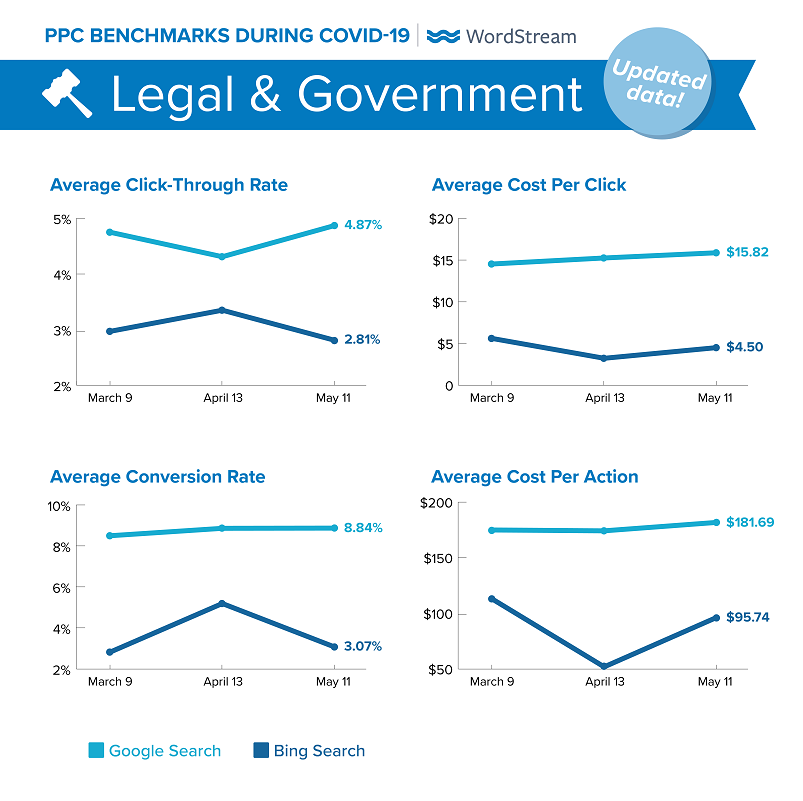 PPC BENCHMARKS DURING COVID-19 WordStream
Legal & Government
Updated
data!
Average Click-Through Rate
5%
4%
3%
2%
4.87%
2.81%
March 9 April 13 May 11
Average Cost Per Click
$20
$15
$10
$5
0
$15.82
$4.50
March 9 April 13 May 11
Average Conversion Rate
10%
8%
6%
4%
2%
8.84%
3.07%
March 9 April 13 May 11
Average Cost Per Action
$200
$150
$100
$50
$181.69
$95.74
March 9 April 13 May 11
Google Search Bing Search